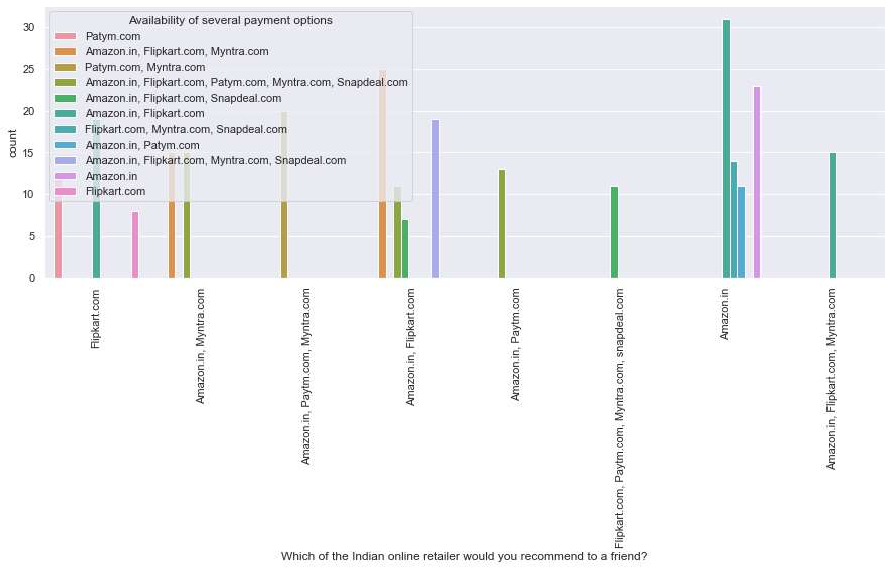 Availability of several payment options
Patym.com
Amazon.in, Flipkart.com, Myntra.com
Patym.com, Myntra.com
Amazon.in, Flipkart.com, Patym.com, Myntra.com, Snapdeal.com
Amazon.in, Flipkart.com, Snapdeal.com
Amazon.in, Flipkart.com
Flipkart.com, Myntra.com, Snapdeal.com
Amazon.in, Patym.com
Amazon.in, Flipkart.com, Myntra.com, Snapdeal.com
Amazon.in
Flipkart.com
count
30
25
20
15
10
5
0
Flipkart.com
Amazon.in, Myntra.com
Amazon.in, Paytm.com, Myntra.com
Amazon.in, Flipkart.com
Amazon.in, Paytm.com
Flipkart.com, Paytm.com, Myntra.com, snapdeal.com
Amazon.in
Amazon.in, Flipkart.com, Myntra.com
Which of the Indian online retailer would you recommend to a friend?